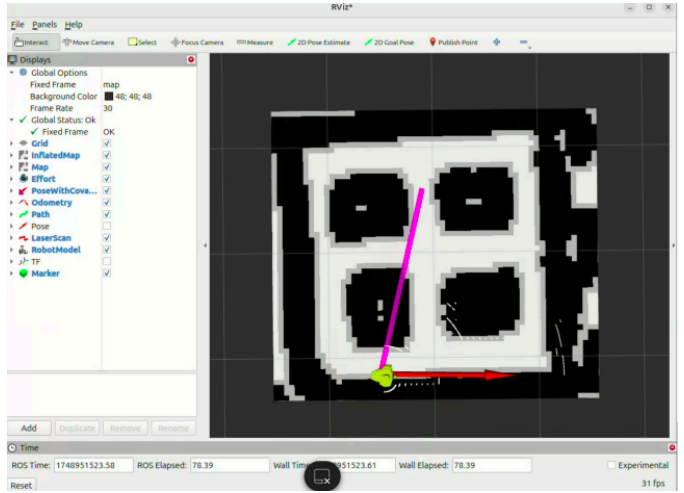 RViz*
File Panels Help
Interact Move Camera Select Focus Camera Measure 2D Pose Estimate 2D Goal Pose Publish Point
Displays
Global Options
Fixed Frame map
Background Color 48; 48; 48
Frame Rate 30
Global Status: Ok
Fixed Frame OK
Grid
InflatedMap
Map
Effort
PoseWithCova...
Odometry
Path
Pose
LaserScan
RobotModel
TF
Marker
Add Duplicate Remove Rename
Time
ROS Time: 1748951523.58 ROS Elapsed: 78.39 Wall Time: 951523.61 Wall Elapsed: 78.39 Experimental
Reset 31 fps